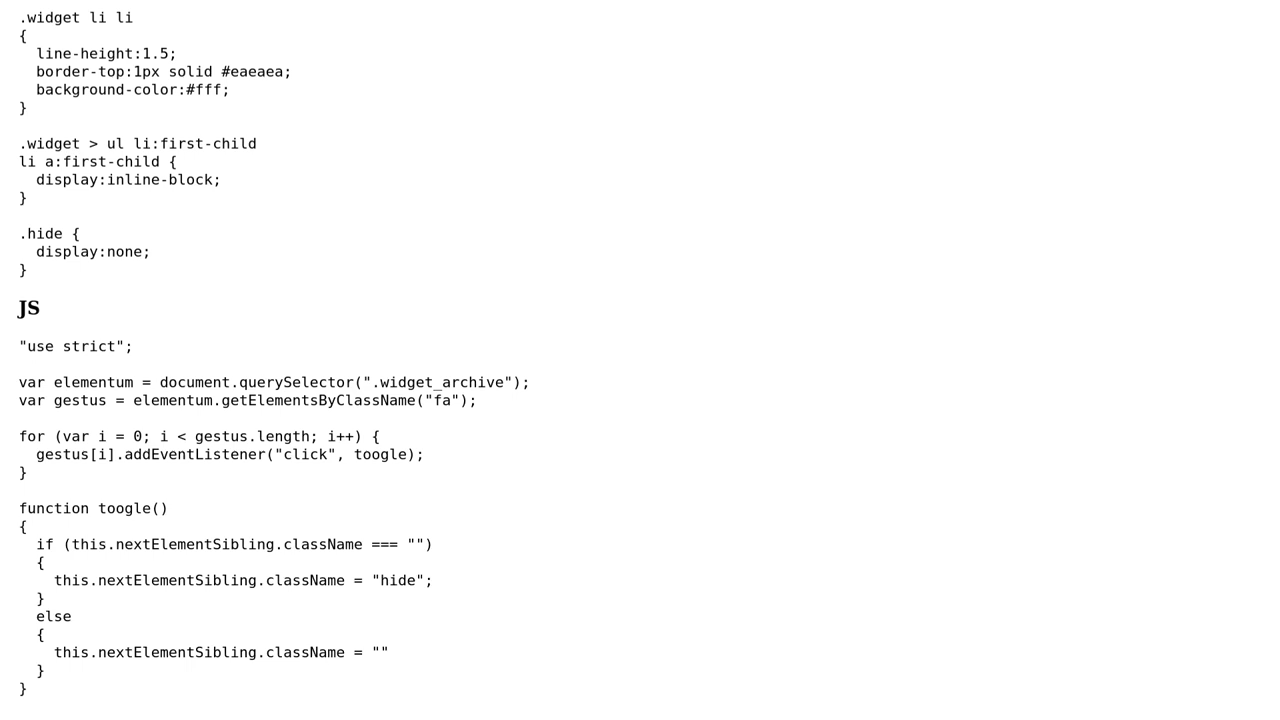 .widget li li
{
  line-height:1.5;
  border-top:1px solid #eaeaea;
  background-color:#fff;
}

.widget > ul li:first-child
li a:first-child {
  display:inline-block;
}

.hide {
  display:none;
}

JS

"use strict";

var elementum = document.querySelector(".widget_archive");
var gestus = elementum.getElementsByClassName("fa");

for (var i = 0; i < gestus.length; i++) {
  gestus[i].addEventListener("click", toogle);
}

function toogle()
{
  if (this.nextElementSibling.className === "")
  {
    this.nextElementSibling.className = "hide";
  }
  else
  {
    this.nextElementSibling.className = ""
  }
}